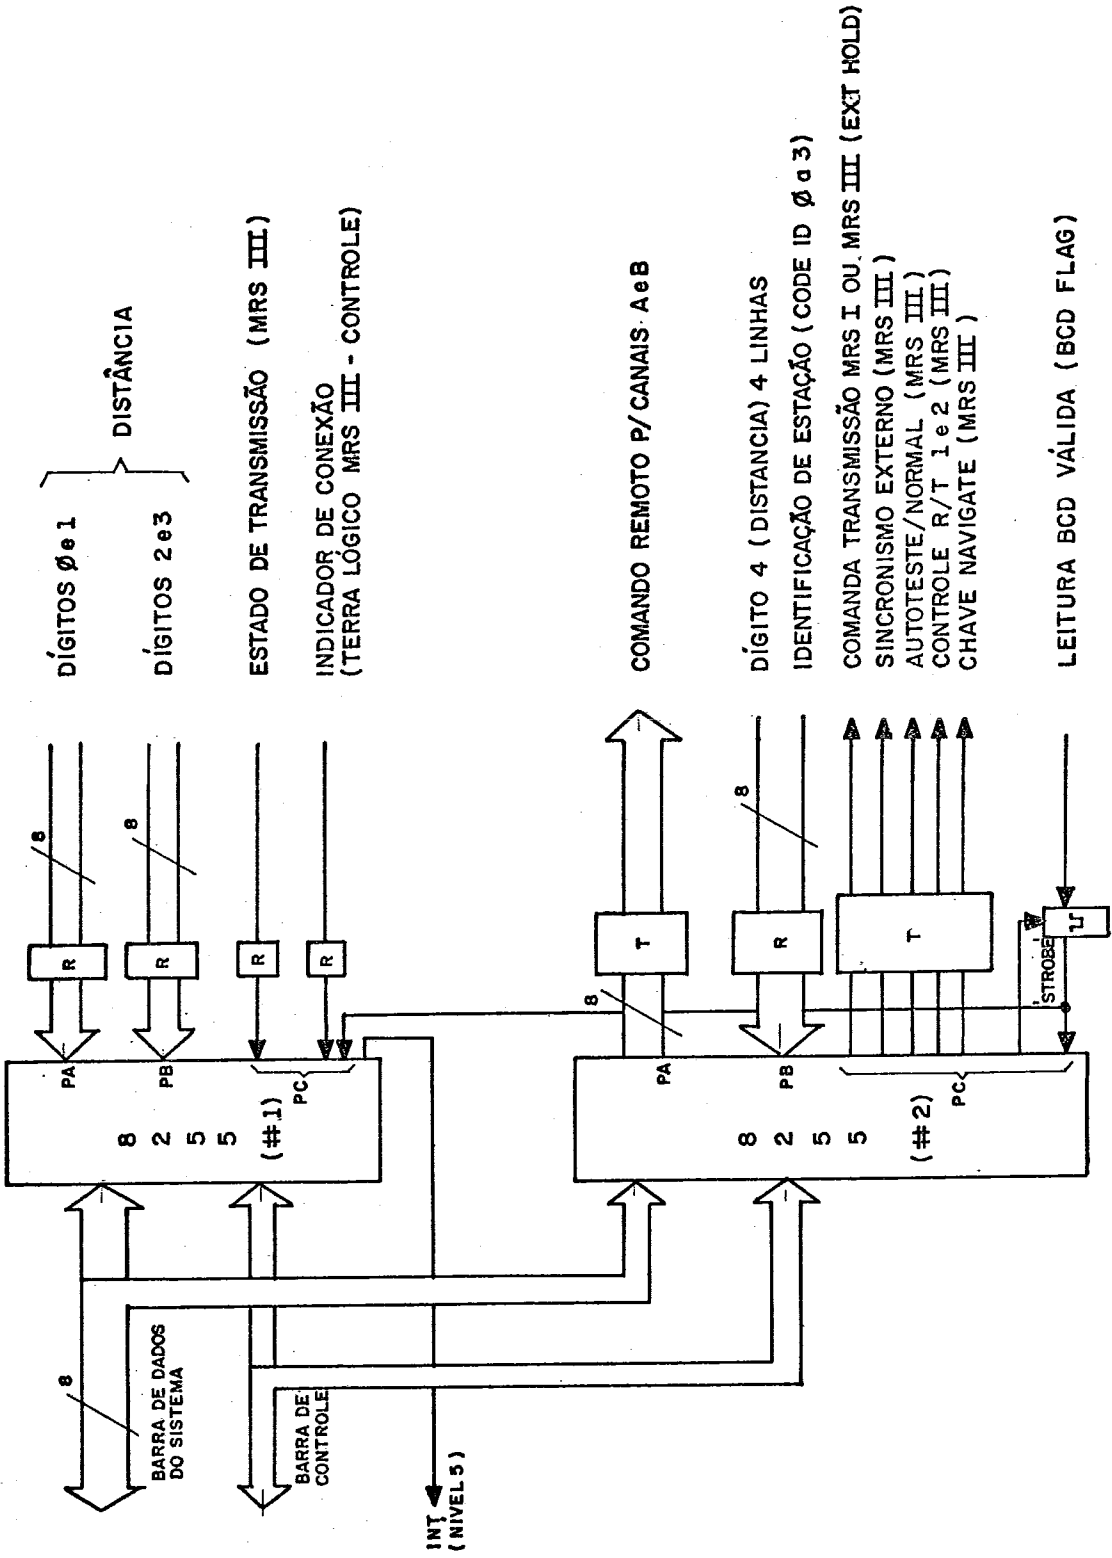 DÍGITOS Ø e 1
DÍGITOS 2 e 3
DISTÂNCIA
ESTADO DE TRANSMISSÃO (MRS III)
INDICADOR DE CONEXÃO
(TERRA LÓGICO MRS III - CONTROLE)
COMANDO REMOTO P/ CANAIS A e B
DÍGITO 4 (DISTANCIA) 4 LINHAS
IDENTIFICAÇÃO DE ESTAÇÃO (CODE ID Ø a 3)
COMANDA TRANSMISSÃO MRS I OU MRS III (EXT HOLD)
SINCRONISMO EXTERNO (MRS III)
AUTOTESTE/NORMAL (MRS III)
CONTROLE R/T 1 e 2 (MRS III)
CHAVE NAVIGATE (MRS III)
LEITURA BCD VÁLIDA (BCD FLAG)
8
8
8
8
R
R
R
R
T
R
T
'STROBE'
PA
PB
PC
8 2 5 5
(#1)
PA
PB
PC
8 2 5 5
(#2)
8
BARRA DE DADOS
DO SISTEMA
BARRA DE
CONTROLE
INT
(NIVEL 5)